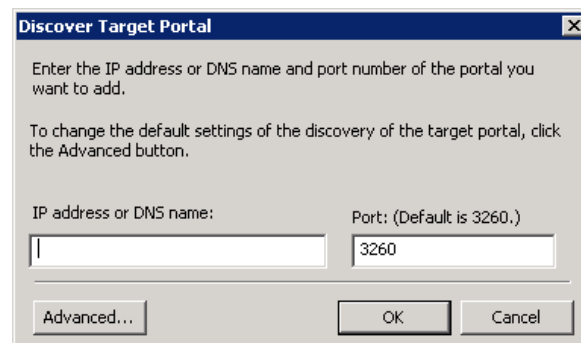 Discover Target Portal
Enter the IP address or DNS name and port number of the portal you
want to add.
To change the default settings of the discovery of the target portal, click
the Advanced button.
IP address or DNS name:
Port: (Default is 3260.)
3260
Advanced...
OK
Cancel